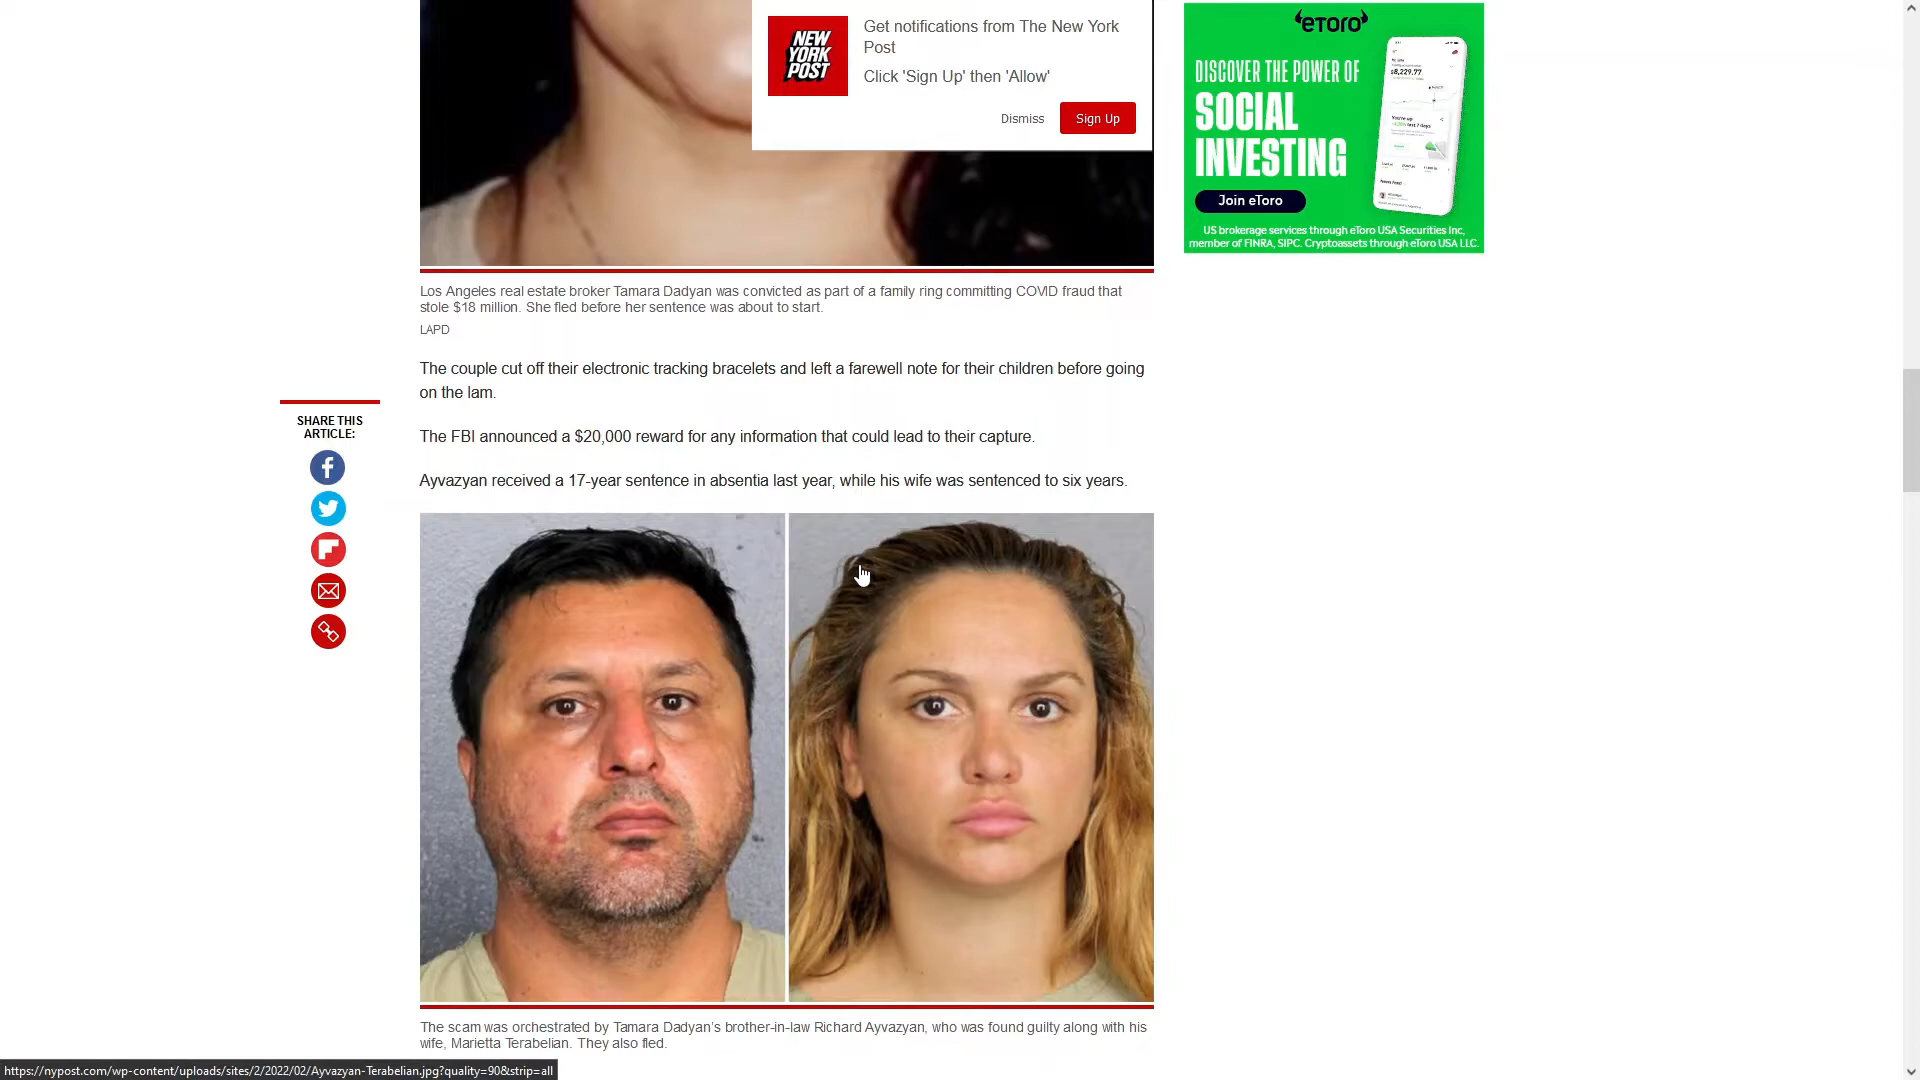 NEW
YORK
POST
Get notifications from The New York
Post
Click 'Sign Up' then 'Allow'
Dismiss
Sign Up
eToro
DISCOVER THE POWER OF
SOCIAL
INVESTING
Join eToro
US brokerage services through eToro USA Securities Inc,
member of FINRA, SIPC. Cryptoassets through eToro USA LLC.
$8,229.77
Los Angeles real estate broker Tamara Dadyan was convicted as part of a family ring committing COVID fraud that
stole $18 million. She fled before her sentence was about to start.
LAPD
The couple cut off their electronic tracking bracelets and left a farewell note for their children before going
on the lam.
The FBI announced a $20,000 reward for any information that could lead to their capture.
Ayvazyan received a 17-year sentence in absentia last year, while his wife was sentenced to six years.
SHARE THIS
ARTICLE:
The scam was orchestrated by Tamara Dadyan's brother-in-law Richard Ayvazyan, who was found guilty along with his
wife, Marietta Terabelian. They also fled.
https://nypost.com/wp-content/uploads/sites/2/2022/02/Ayvazyan-Terabelian.jpg?quality=90&strip=all